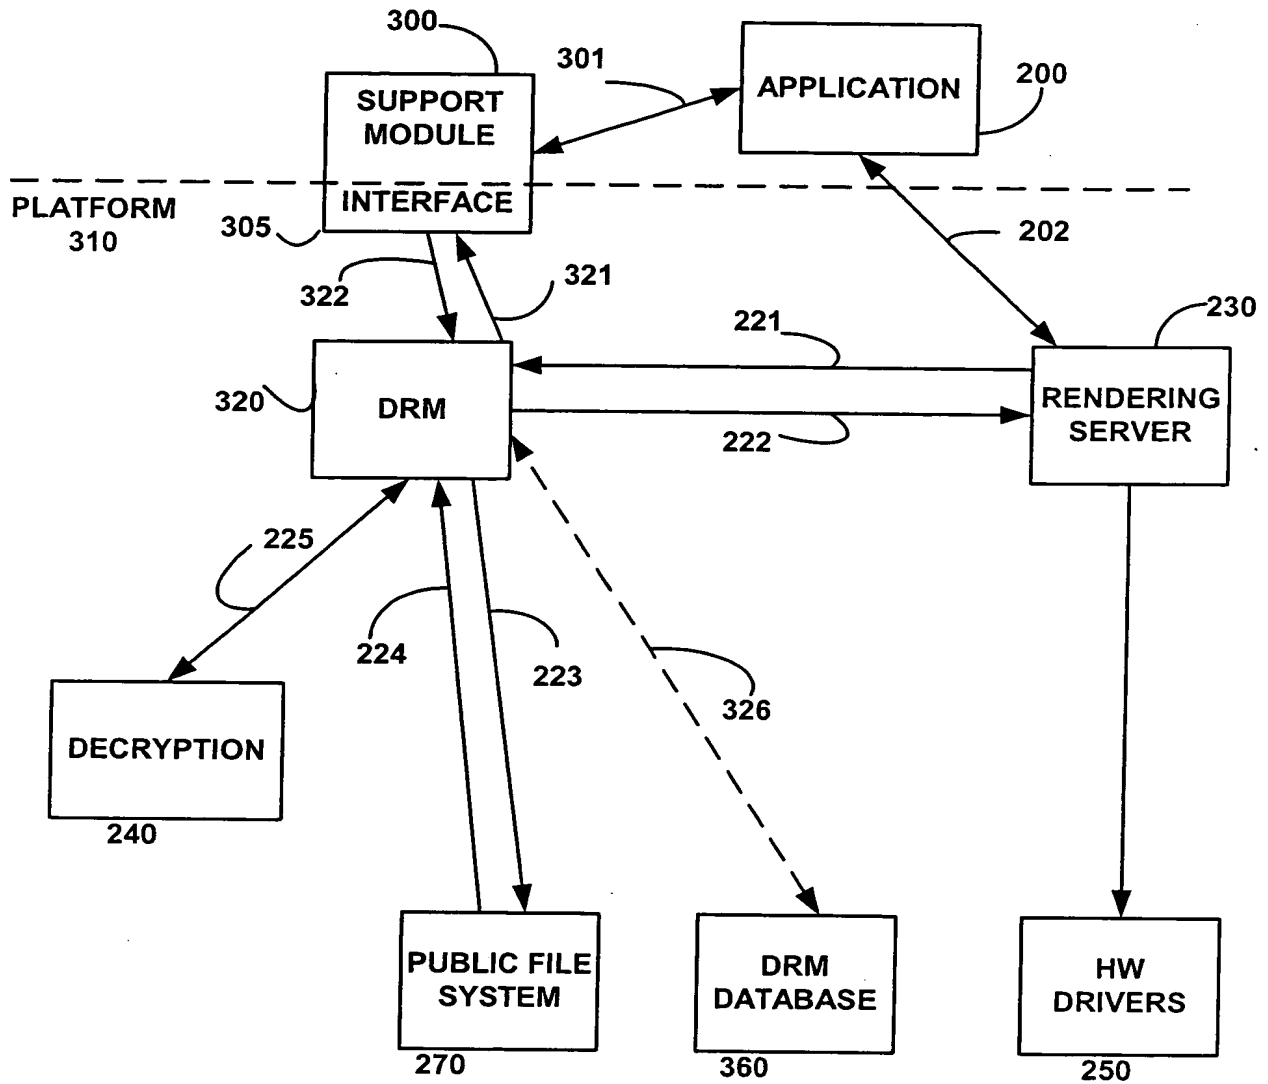 300
301
APPLICATION
200
SUPPORT
MODULE
INTERFACE
PLATFORM
310
305
202
322
321
221
230
320
DRM
RENDERING
SERVER
222
225
224
223
326
DECRYPTION
240
PUBLIC FILE
SYSTEM
270
DRM
DATABASE
360
HW
DRIVERS
250